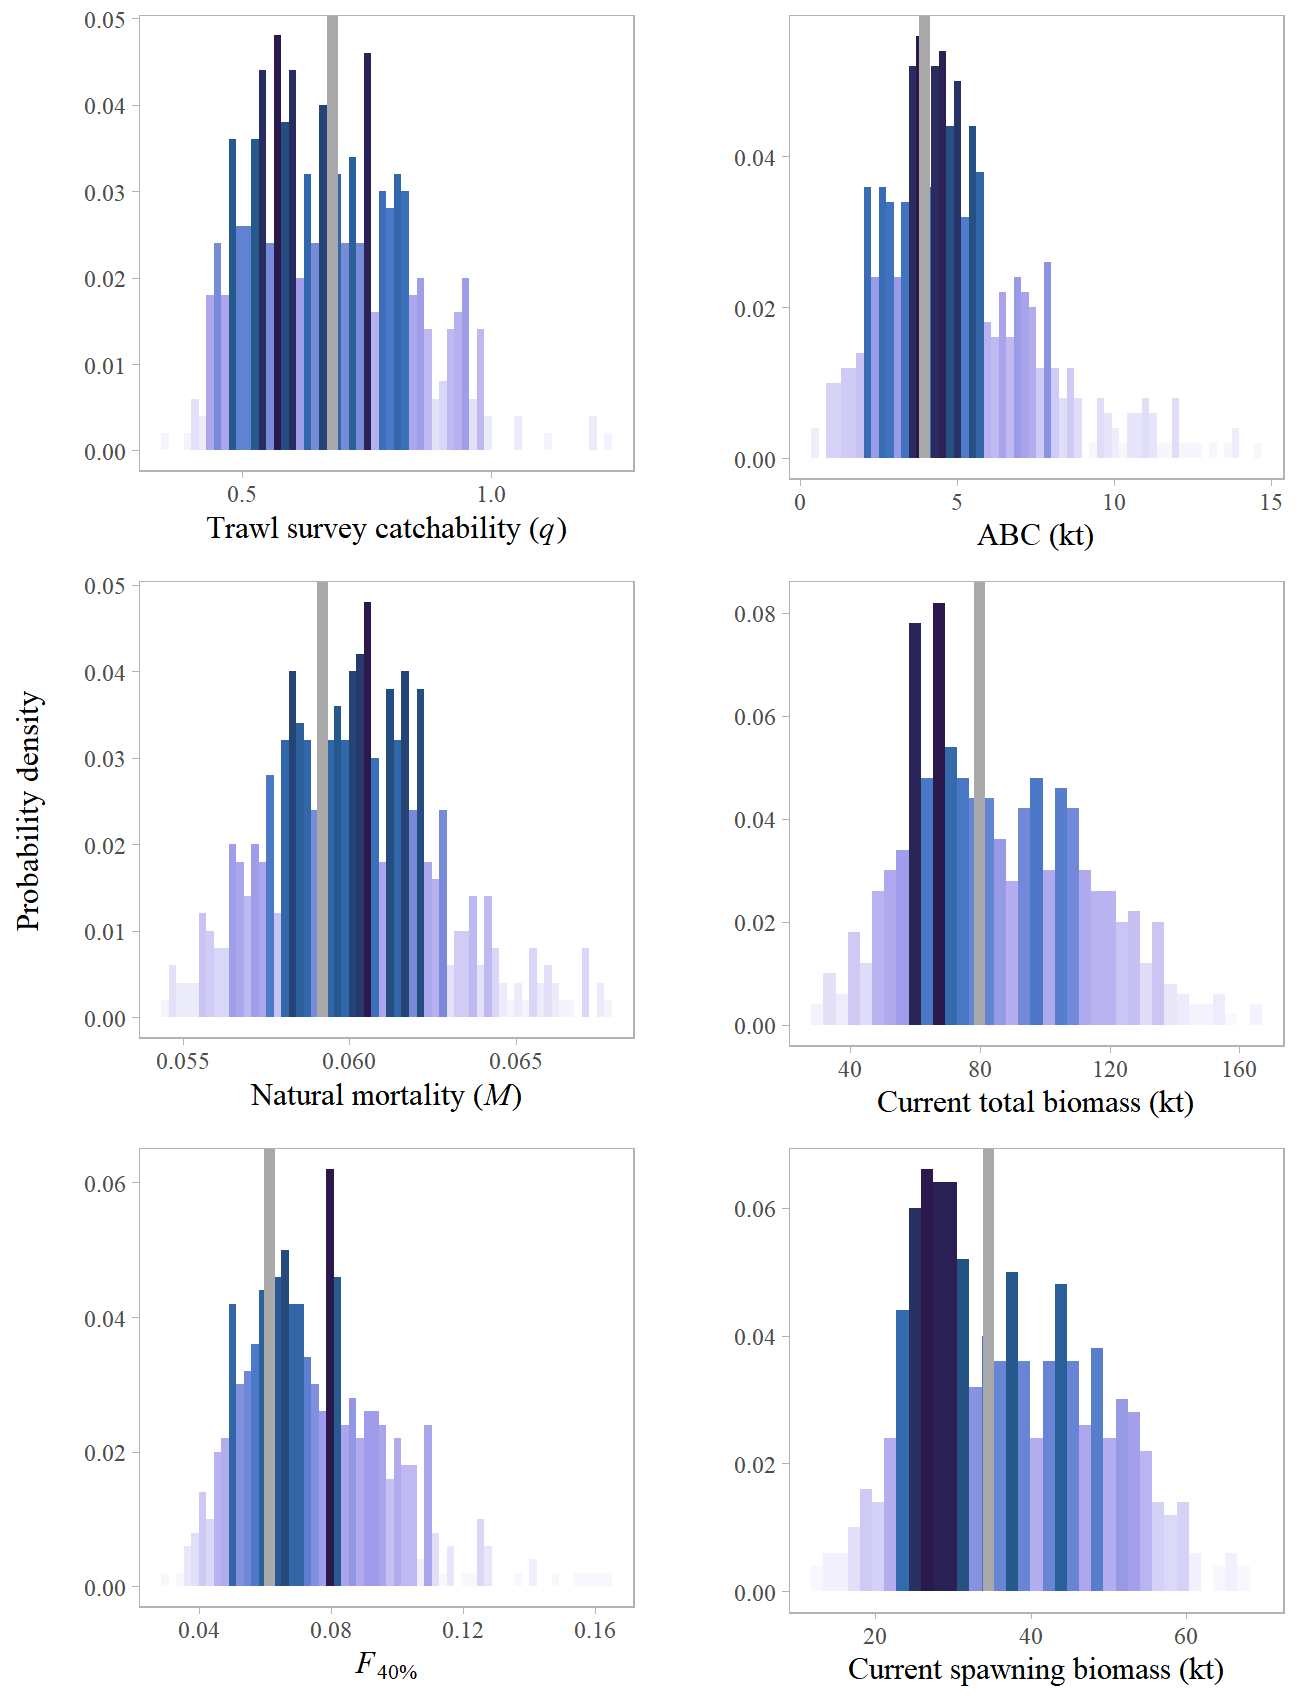 0.05
0.04
0.03
0.02
0.01
0.00
0.5 1.0
Trawl survey catchability (q)
0.04
0.02
0.00
0 5 10 15
ABC (kt)
Probability density
0.05
0.04
0.03
0.02
0.01
0.00
0.055 0.060 0.065
Natural mortality (M)
0.08
0.06
0.04
0.02
0.00
40 80 120 160
Current total biomass (kt)
0.06
0.04
0.02
0.00
0.04 0.08 0.12 0.16
F40%
0.06
0.04
0.02
0.00
20 40 60
Current spawning biomass (kt)